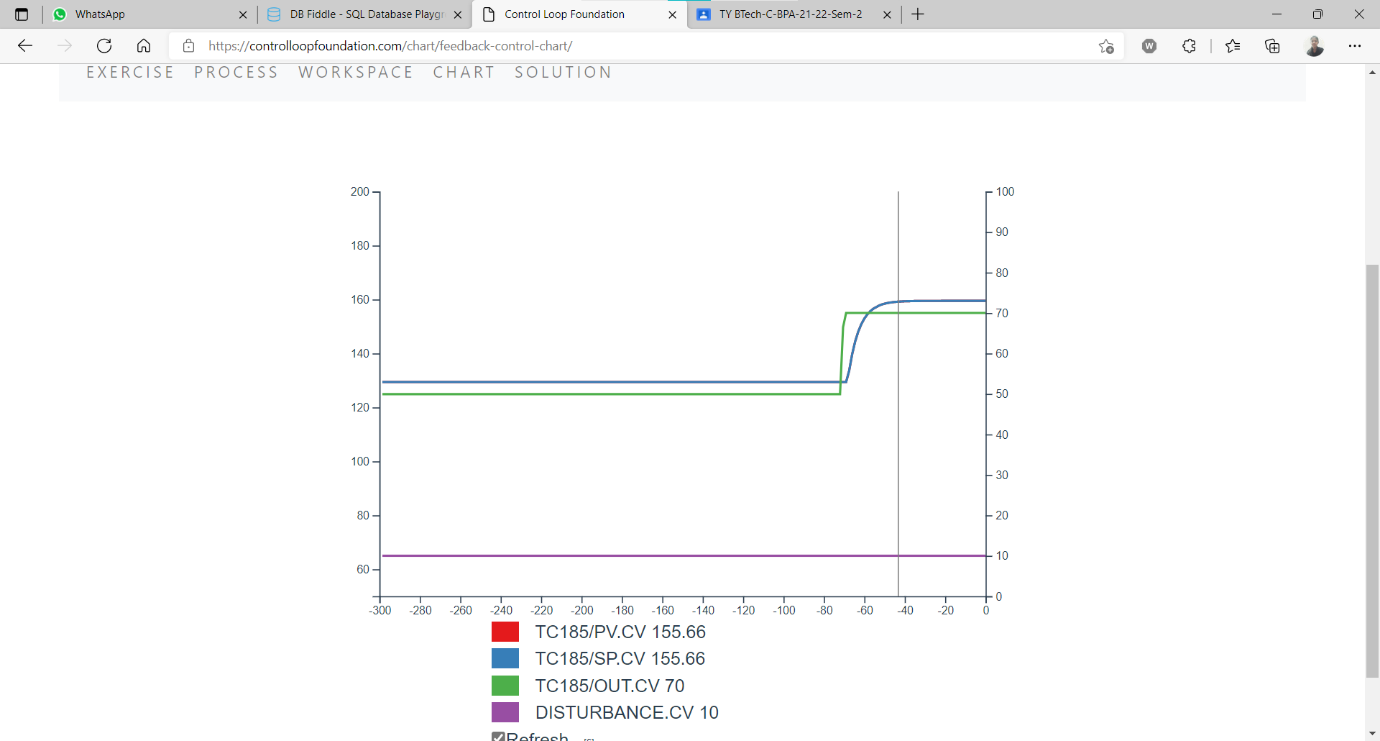 WhatsApp
DB Fiddle - SQL Database Playgr
Control Loop Foundation
TY BTech-C-BPA-21-22-Sem-2
https://controlloopfoundation.com/chart/feedback-control-chart/
W
EXERCISE PROCESS WORKSPACE CHART SOLUTION
200
180
160
140
120
100
80
60
100
90
80
70
60
50
40
30
20
10
0
-300 -280 -260 -240 -220 -200 -180 -160 -140 -120 -100 -80 -60 -40 -20 0
TC185/PV.CV 155.66
TC185/SP.CV 155.66
TC185/OUT.CV 70
DISTURBANCE.CV 10
Refresh